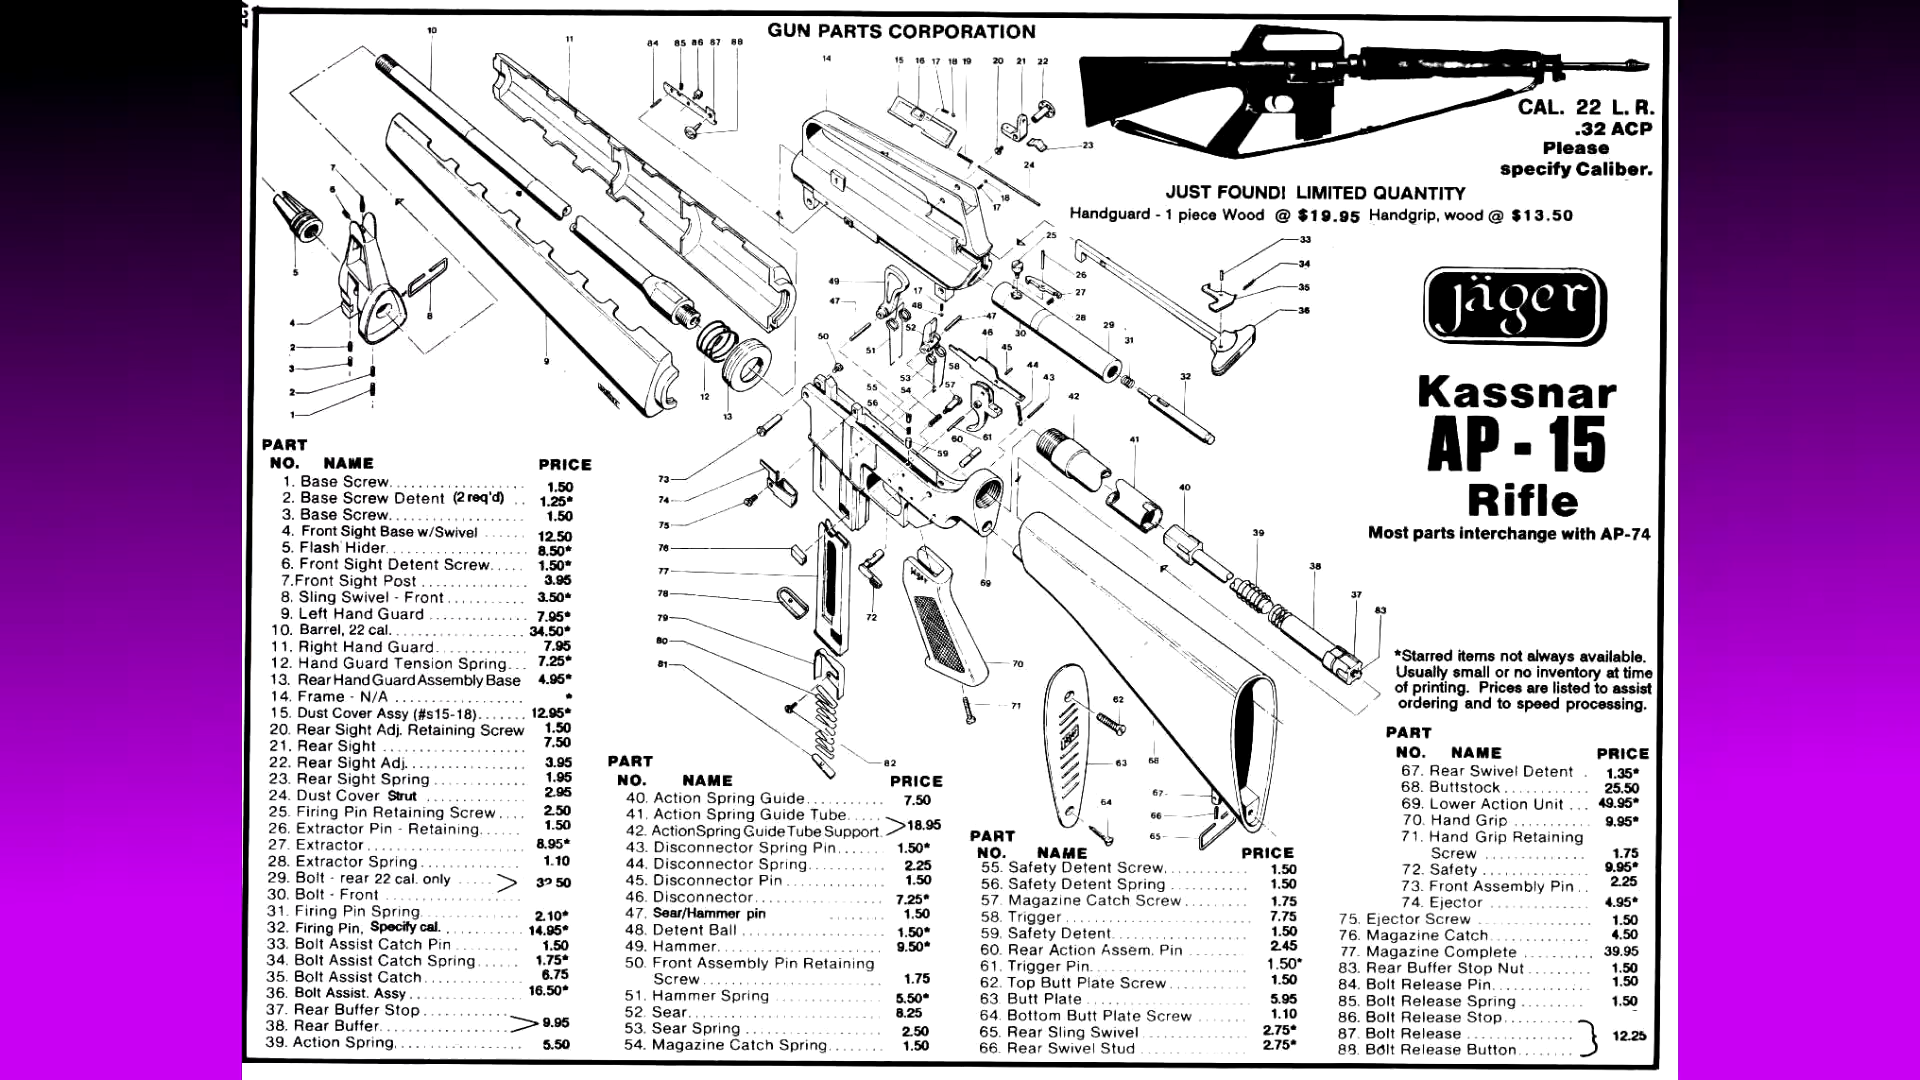 GUN PARTS CORPORATION
CAL. 22 L. R.
.32 ACP
Please
specify Caliber.
JUST FOUND! LIMITED QUANTITY
Handguard - 1 piece Wood @ $19.95 Handgrip, wood @ $13.50
jäger
Kassnar
AP - 15
Rifle
Most parts interchange with AP-74
*Starred items not always available.
Usually small or no inventory at time
of printing. Prices are listed to assist
ordering and to speed processing.
PART
NO. NAME PRICE
1. Base Screw 1.50
2. Base Screw Detent (2 req'd) 1.25*
3. Base Screw 1.50
4. Front Sight Base w/Swivel 12.50
5. Flash Hider 8.50*
6. Front Sight Detent Screw 1.50*
7. Front Sight Post 3.95
8. Sling Swivel - Front 3.50*
9. Left Hand Guard 7.95*
10. Barrel, 22 cal. 34.50*
11. Right Hand Guard 7.95
12. Hand Guard Tension Spring 7.25*
13. Rear Hand Guard Assembly Base 4.95*
14. Frame - N/A *
15. Dust Cover Assy (#s15-18) 12.95*
20. Rear Sight Adj. Retaining Screw 1.50
21. Rear Sight 7.50
22. Rear Sight Adj. 3.95
23. Rear Sight Spring 1.95
24. Dust Cover Strut 2.95
25. Firing Pin Retaining Screw 2.50
26. Extractor Pin - Retaining 1.50
27. Extractor 8.95*
28. Extractor Spring 1.10
29. Bolt - rear 22 cal. only
30. Bolt - Front
31. Firing Pin Spring 2.10*
32. Firing Pin, Specify cal. 14.95*
33. Bolt Assist Catch Pin 1.50
34. Bolt Assist Catch Spring 1.75*
35. Bolt Assist Catch 6.75
36. Bolt Assist. Assy 16.50*
37. Rear Buffer Stop
38. Rear Buffer 9.95
39. Action Spring 5.50
PART
NO. NAME PRICE
40. Action Spring Guide 7.50
41. Action Spring Guide Tube
42. Action Spring Guide Tube Support 18.95
43. Disconnector Spring Pin 1.50*
44. Disconnector Spring 2.25
45. Disconnector Pin 1.50
46. Disconnector 7.25*
47. Sear/Hammer pin 1.50
48. Detent Ball 1.50*
49. Hammer 9.50*
50. Front Assembly Pin Retaining
Screw 1.75
51. Hammer Spring 5.50*
52. Sear 8.25
53. Sear Spring 2.50
54. Magazine Catch Spring 1.50
PART
NO. NAME PRICE
55. Safety Detent Screw 1.50
56. Safety Detent Spring 1.50
57. Magazine Catch Screw 1.75
58. Trigger 7.75
59. Safety Detent 1.50
60. Rear Action Assem. Pin 2.45
61. Trigger Pin 1.50*
62. Top Butt Plate Screw 1.50
63. Butt Plate 5.95
64. Bottom Butt Plate Screw 1.10
65. Rear Sling Swivel 2.75*
66. Rear Swivel Stud 2.75*
PART
NO. NAME PRICE
67. Rear Swivel Detent 1.35*
68. Buttstock 25.50
69. Lower Action Unit 49.95*
70. Hand Grip 9.95*
71. Hand Grip Retaining
Screw 1.75
72. Safety 9.95*
73. Front Assembly Pin 2.25
74. Ejector 4.95*
75. Ejector Screw 1.50
76. Magazine Catch 4.50
77. Magazine Complete 39.95
83. Rear Buffer Stop Nut 1.50
84. Bolt Release Pin 1.50
85. Bolt Release Spring 1.50
86. Bolt Release Stop
87. Bolt Release 12.25
88. Bolt Release Button